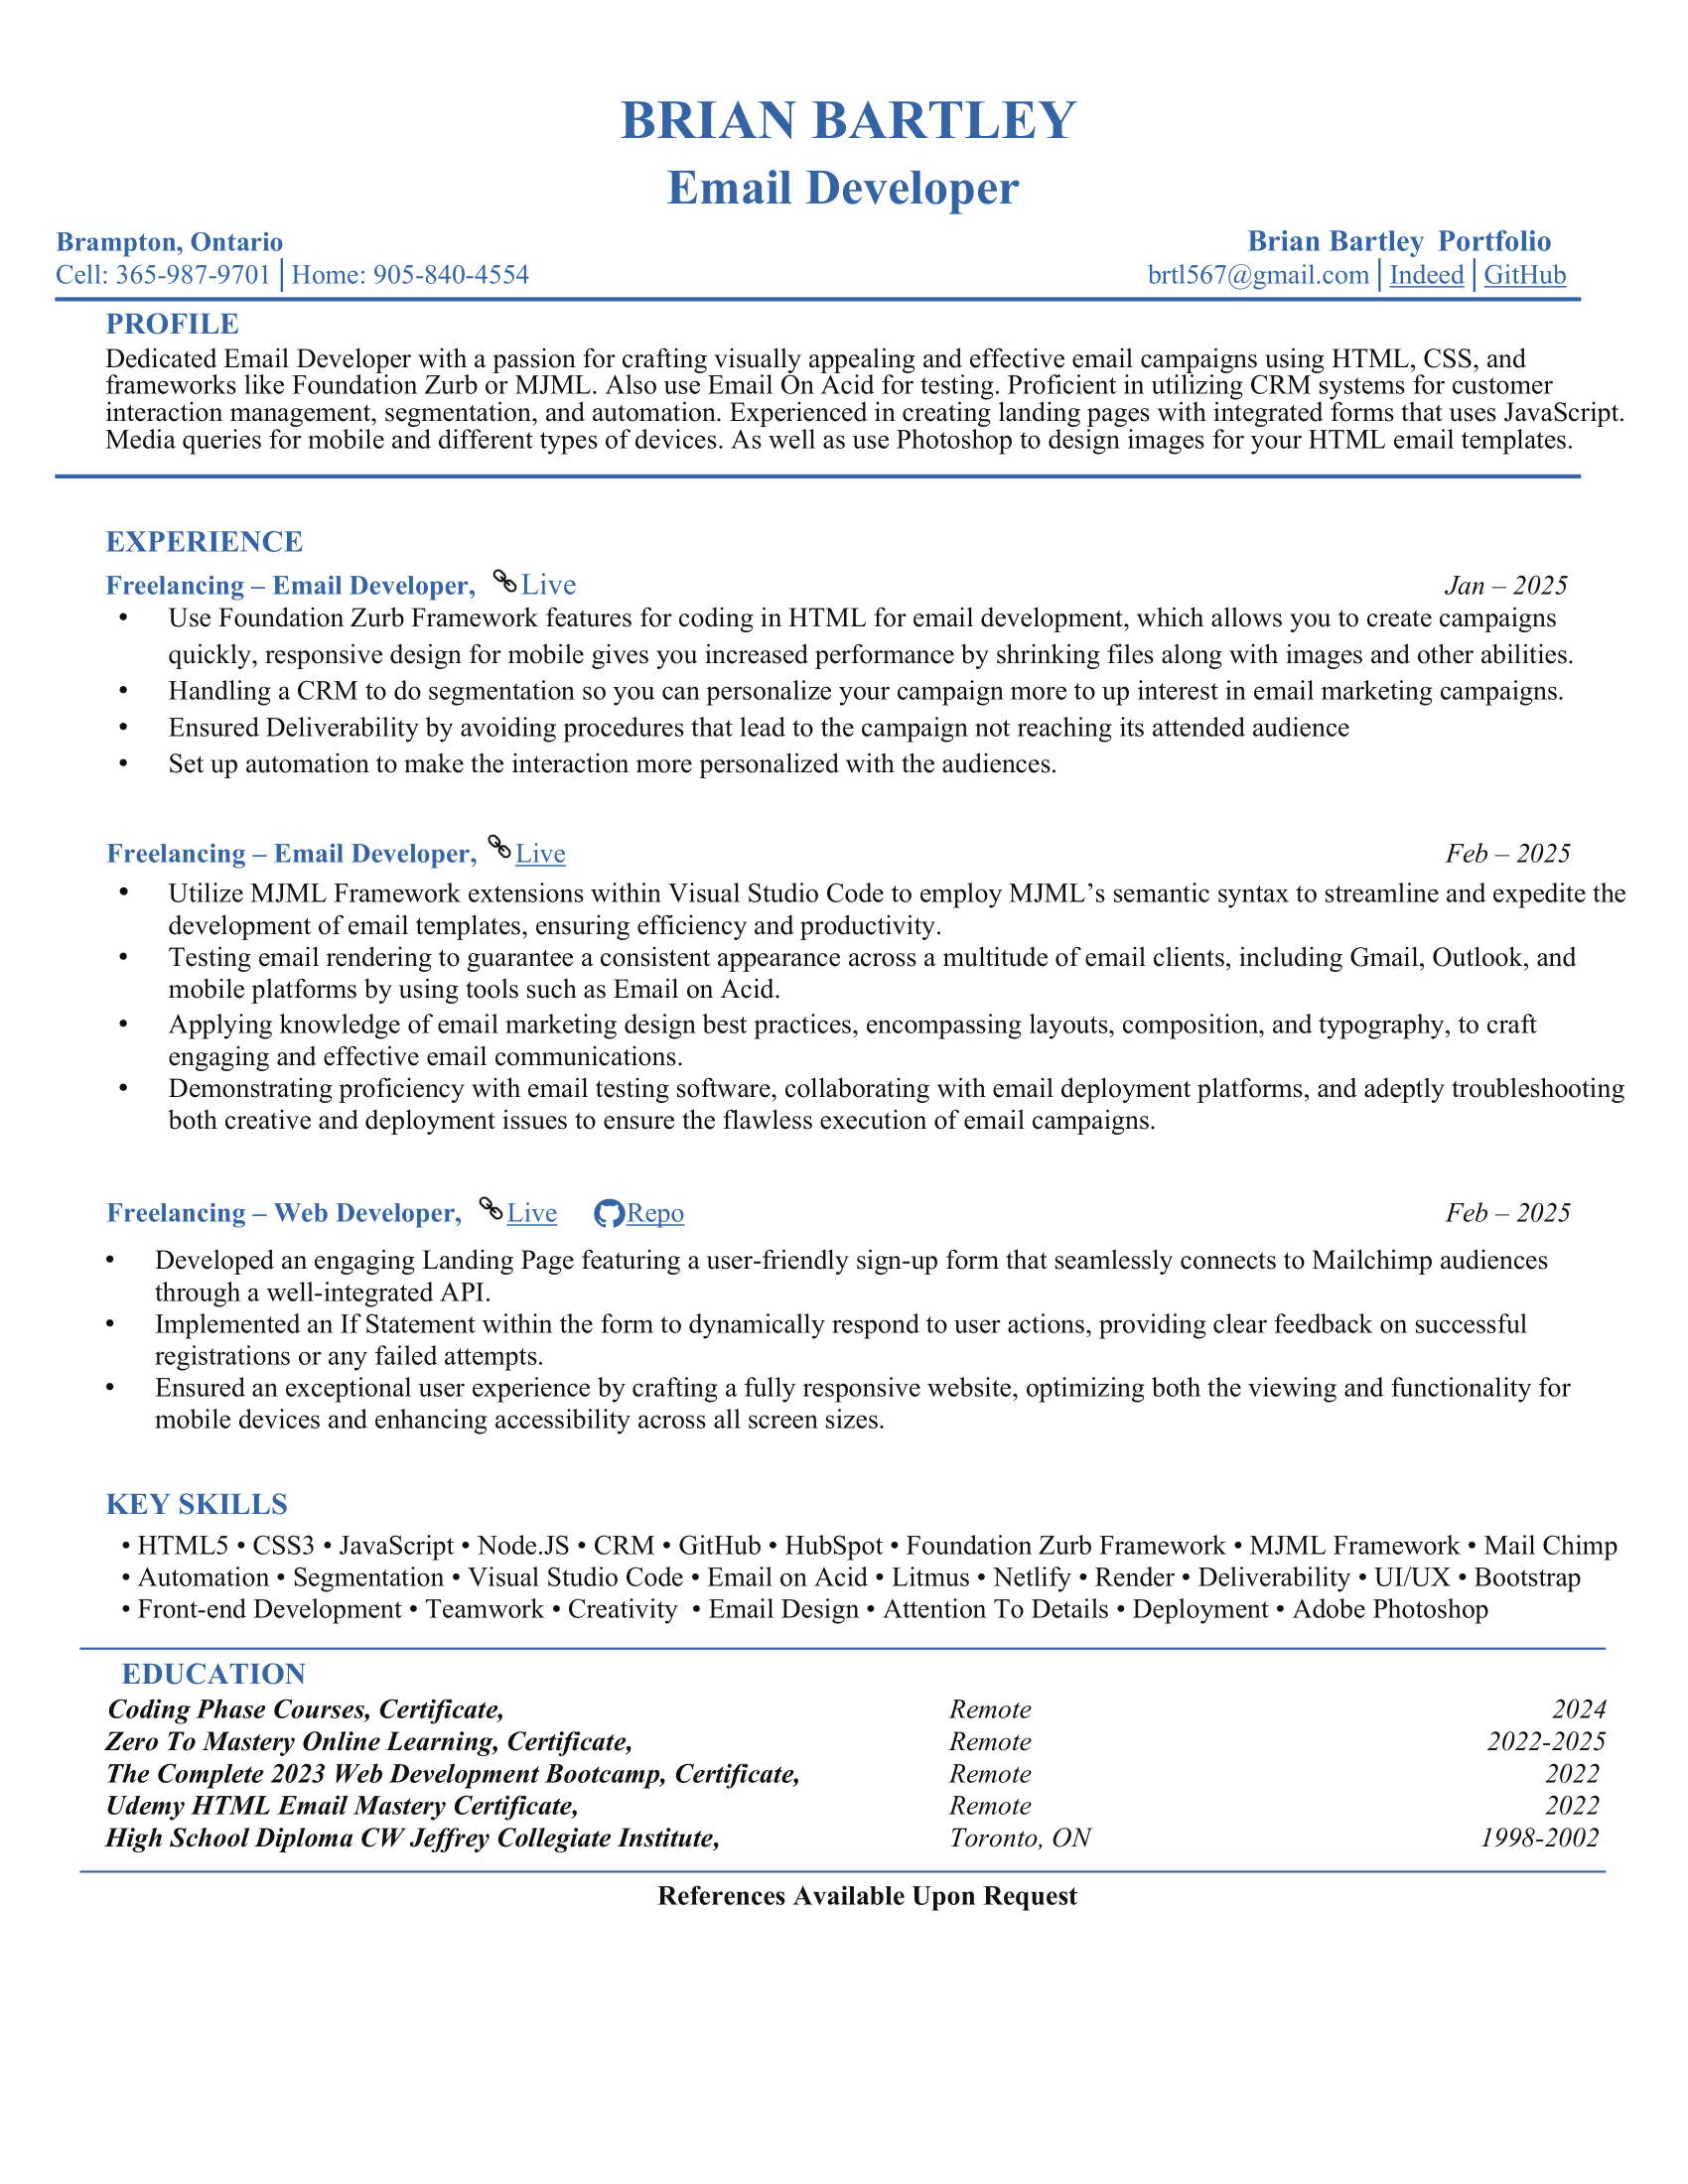 BRIAN BARTLEY
Email Developer
Brampton, Ontario Brian Bartley Portfolio
Cell: 365-987-9701 | Home: 905-840-4554 brtl567@gmail.com | Indeed | GitHub
PROFILE
Dedicated Email Developer with a passion for crafting visually appealing and effective email campaigns using HTML, CSS, and
frameworks like Foundation Zurb or MJML. Also use Email On Acid for testing. Proficient in utilizing CRM systems for customer
interaction management, segmentation, and automation. Experienced in creating landing pages with integrated forms that uses JavaScript.
Media queries for mobile and different types of devices. As well as use Photoshop to design images for your HTML email templates.
EXPERIENCE
Freelancing – Email Developer, Live Jan – 2025
• Use Foundation Zurb Framework features for coding in HTML for email development, which allows you to create campaigns
quickly, responsive design for mobile gives you increased performance by shrinking files along with images and other abilities.
• Handling a CRM to do segmentation so you can personalize your campaign more to up interest in email marketing campaigns.
• Ensured Deliverability by avoiding procedures that lead to the campaign not reaching its attended audience
• Set up automation to make the interaction more personalized with the audiences.
Freelancing – Email Developer, Live Feb – 2025
• Utilize MJML Framework extensions within Visual Studio Code to employ MJML’s semantic syntax to streamline and expedite the
development of email templates, ensuring efficiency and productivity.
• Testing email rendering to guarantee a consistent appearance across a multitude of email clients, including Gmail, Outlook, and
mobile platforms by using tools such as Email on Acid.
• Applying knowledge of email marketing design best practices, encompassing layouts, composition, and typography, to craft
engaging and effective email communications.
• Demonstrating proficiency with email testing software, collaborating with email deployment platforms, and adeptly troubleshooting
both creative and deployment issues to ensure the flawless execution of email campaigns.
Freelancing – Web Developer, Live Repo Feb – 2025
• Developed an engaging Landing Page featuring a user-friendly sign-up form that seamlessly connects to Mailchimp audiences
through a well-integrated API.
• Implemented an If Statement within the form to dynamically respond to user actions, providing clear feedback on successful
registrations or any failed attempts.
• Ensured an exceptional user experience by crafting a fully responsive website, optimizing both the viewing and functionality for
mobile devices and enhancing accessibility across all screen sizes.
KEY SKILLS
• HTML5 • CSS3 • JavaScript • Node.JS • CRM • GitHub • HubSpot • Foundation Zurb Framework • MJML Framework • Mail Chimp
• Automation • Segmentation • Visual Studio Code • Email on Acid • Litmus • Netlify • Render • Deliverability • UI/UX • Bootstrap
• Front-end Development • Teamwork • Creativity • Email Design • Attention To Details • Deployment • Adobe Photoshop
EDUCATION
Coding Phase Courses, Certificate, Remote 2024
Zero To Mastery Online Learning, Certificate, Remote 2022-2025
The Complete 2023 Web Development Bootcamp, Certificate, Remote 2022
Udemy HTML Email Mastery Certificate, Remote 2022
High School Diploma CW Jeffrey Collegiate Institute, Toronto, ON 1998-2002
References Available Upon Request